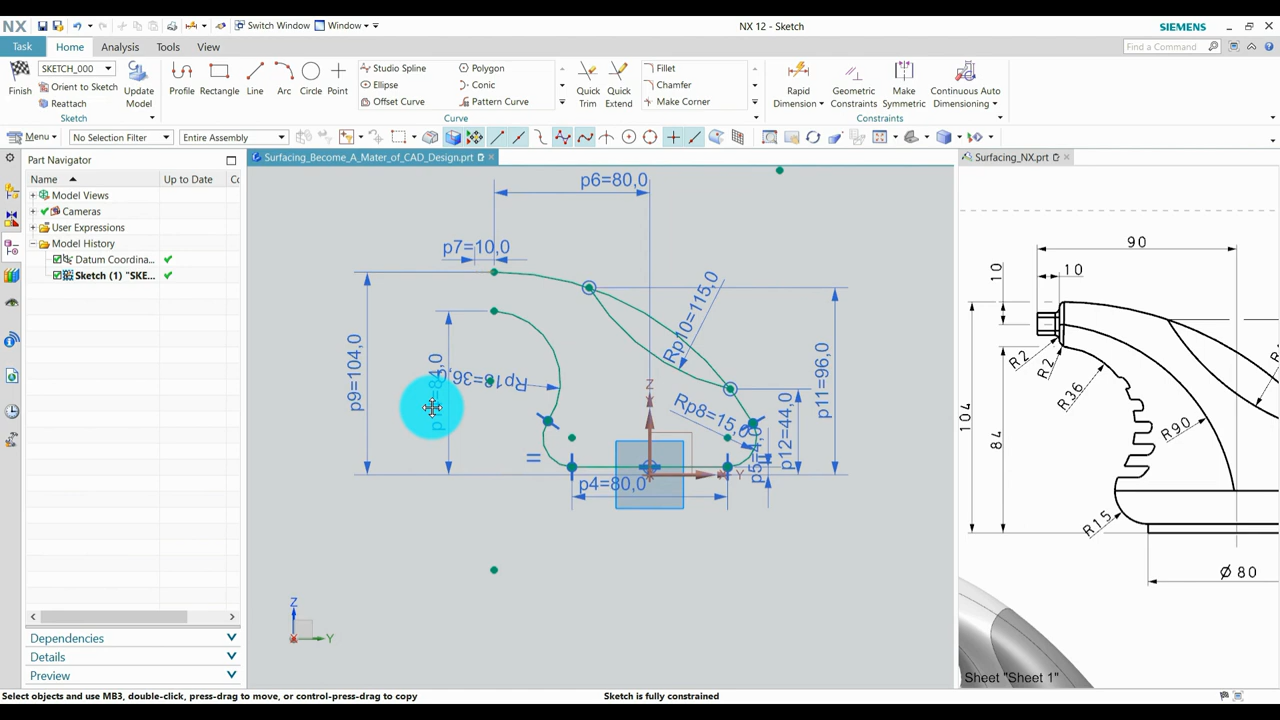 NX
Switch Window
Window
NX 12 - Sketch
SIEMENS
Task
Home
Analysis
Tools
View
Find a Command
Finish
SKETCH_000
Orient to Sketch
Reattach
Update
Model
Profile
Rectangle
Line
Arc
Circle
Point
Studio Spline
Ellipse
Offset Curve
Polygon
Conic
Pattern Curve
Quick
Trim
Quick
Extend
Fillet
Chamfer
Make Corner
Rapid
Dimension
Geometric
Constraints
Make
Symmetric
Continuous Auto
Dimensioning
Sketch
Curve
Constraints
Menu
No Selection Filter
Entire Assembly
Part Navigator
Surfacing_Become_A_Mater_of_CAD_Design.prt
Surfacing_NX.prt
Name
Up to Date
Model Views
Cameras
User Expressions
Model History
Datum Coordina...
Sketch (1) "SKE...
Dependencies
Details
Preview
p6=80,0
p7=10,0
Rp10=115,0
p9=104,0
p11=96,0
Rp8=15,0
p12=44,0
p4=80,0
Z
Y
Z
Y
90
10
10
R2
R2
R36
R90
104
84
R15
Ø 80
Sheet "Sheet 1"
Select objects and use MB3, double-click, press-drag to move, or control-press-drag to copy
Sketch is fully constrained